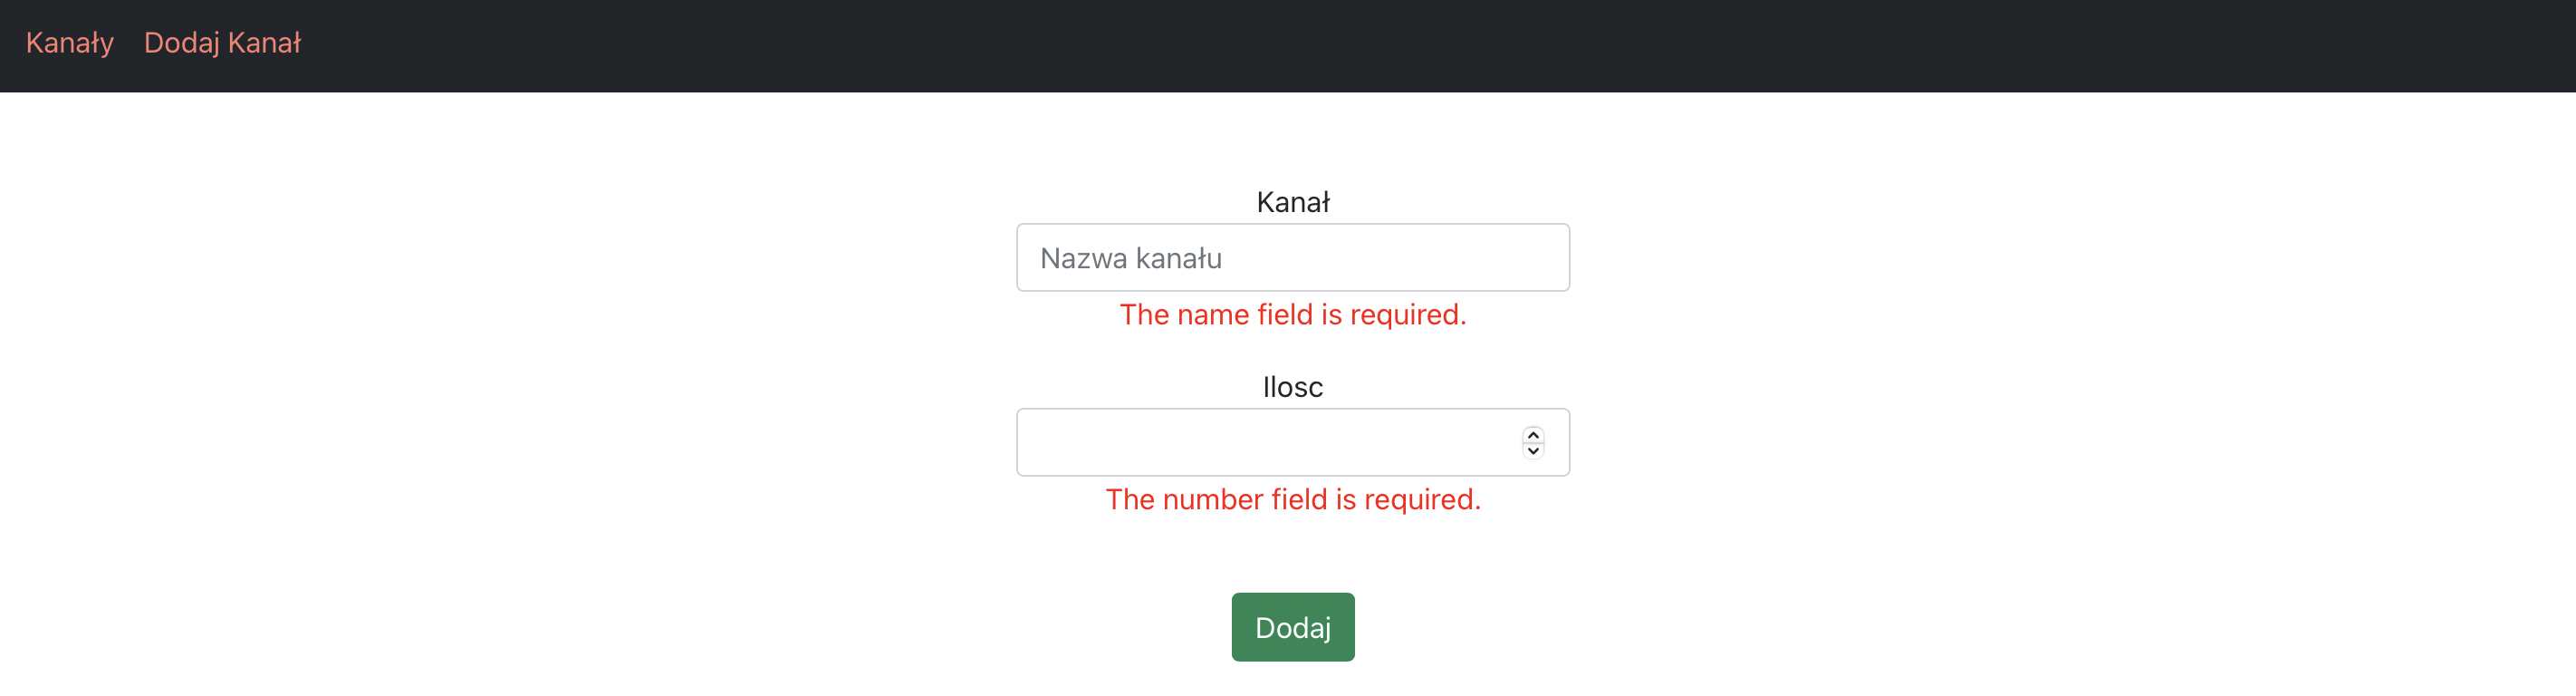 Kanały Dodaj Kanał
Kanał
Nazwa kanału
The name field is required.
Ilosc
The number field is required.
Dodaj